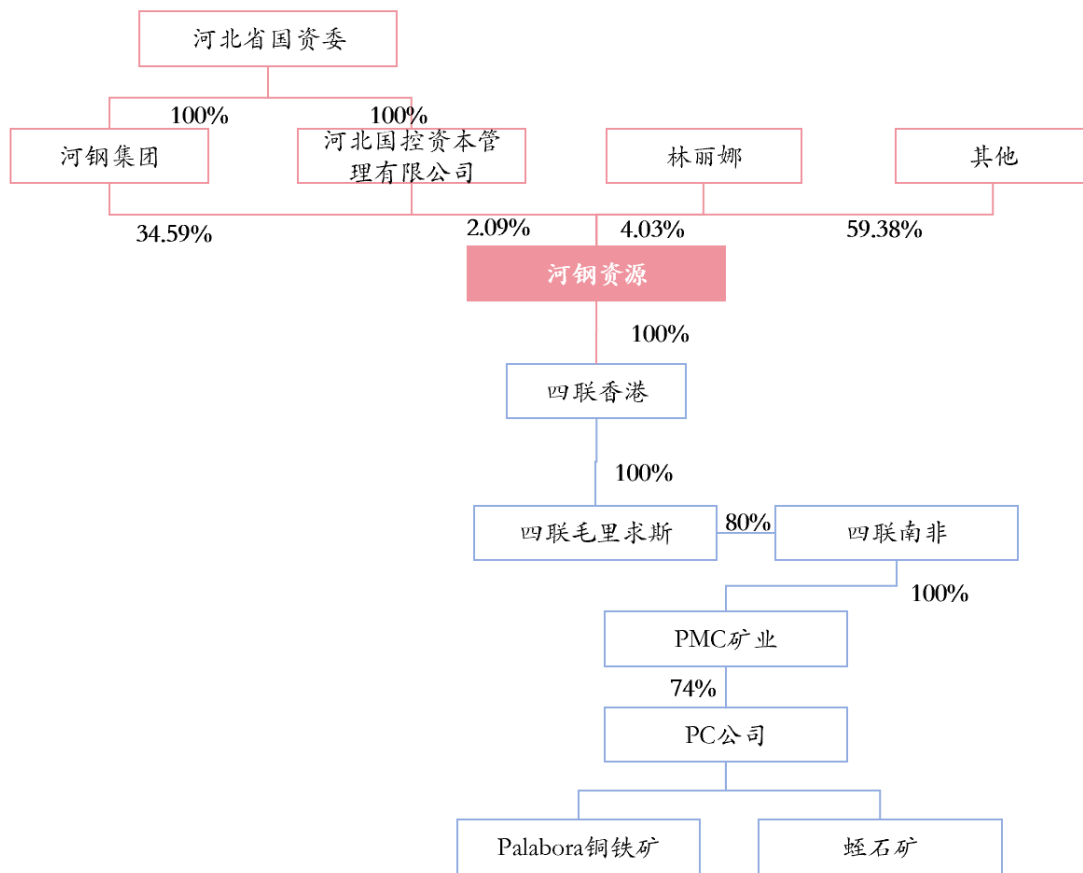 河北省国资委
100%
100%
河钢集团
河北国控资本管
理有限公司
林丽娜
其他
34.59%
2.09%
4.03%
59.38%
河钢资源
100%
四联香港
100%
四联毛里求斯
80%
四联南非
100%
PMC矿业
74%
PC公司
Palabora铜铁矿
蛭石矿